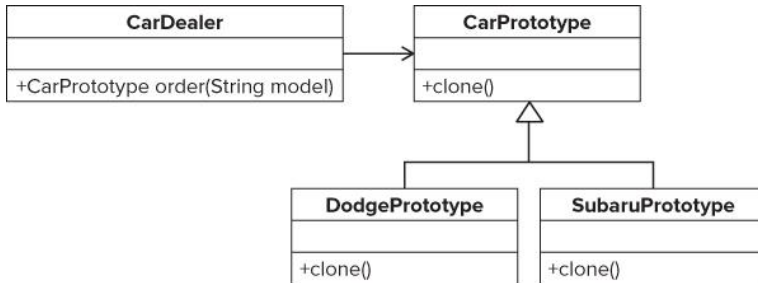 CarDealer
+CarPrototype order(String model)
CarPrototype
+clone()
DodgePrototype
+clone()
SubaruPrototype
+clone()